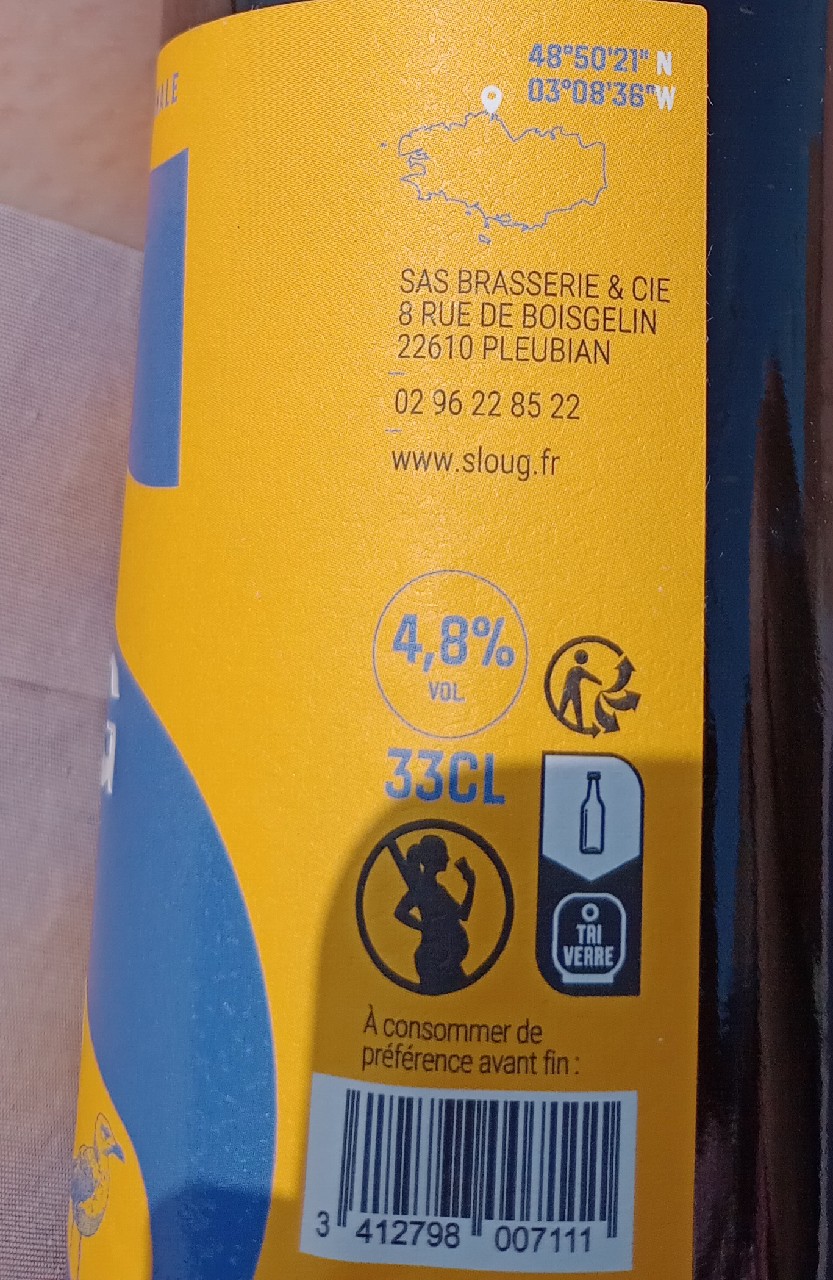 48°50'21" N
03°08'36"W
SAS BRASSERIE & CIE
8 RUE DE BOISGELIN
22610 PLEUBIAN
02 96 22 85 22
www.sloug.fr
4,8%
VOL.
33CL
TRI
VERRE
À consommer de
préférence avant fin :
3 412798 007111